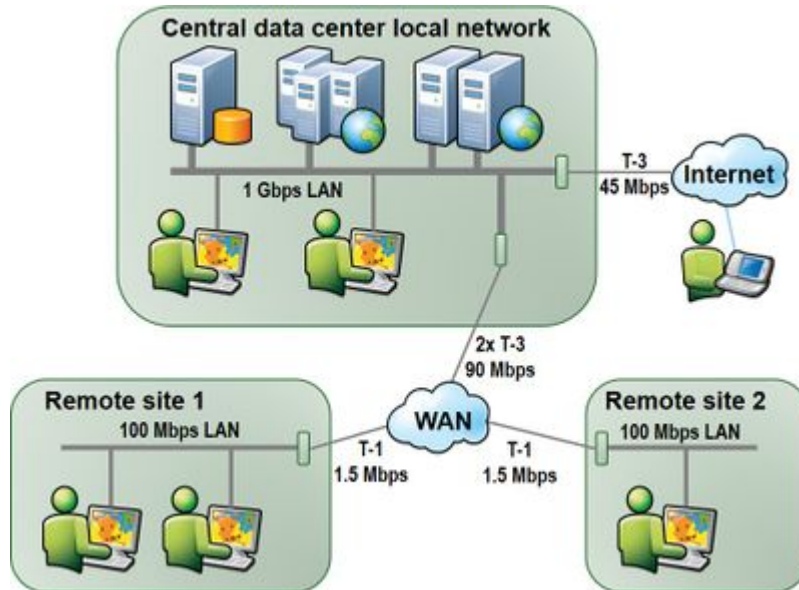 Central data center local network
1 Gbps LAN
T-3
45 Mbps
Internet
2x T-3
90 Mbps
WAN
Remote site 1
100 Mbps LAN
T-1
1.5 Mbps
T-1
1.5 Mbps
Remote site 2
100 Mbps LAN